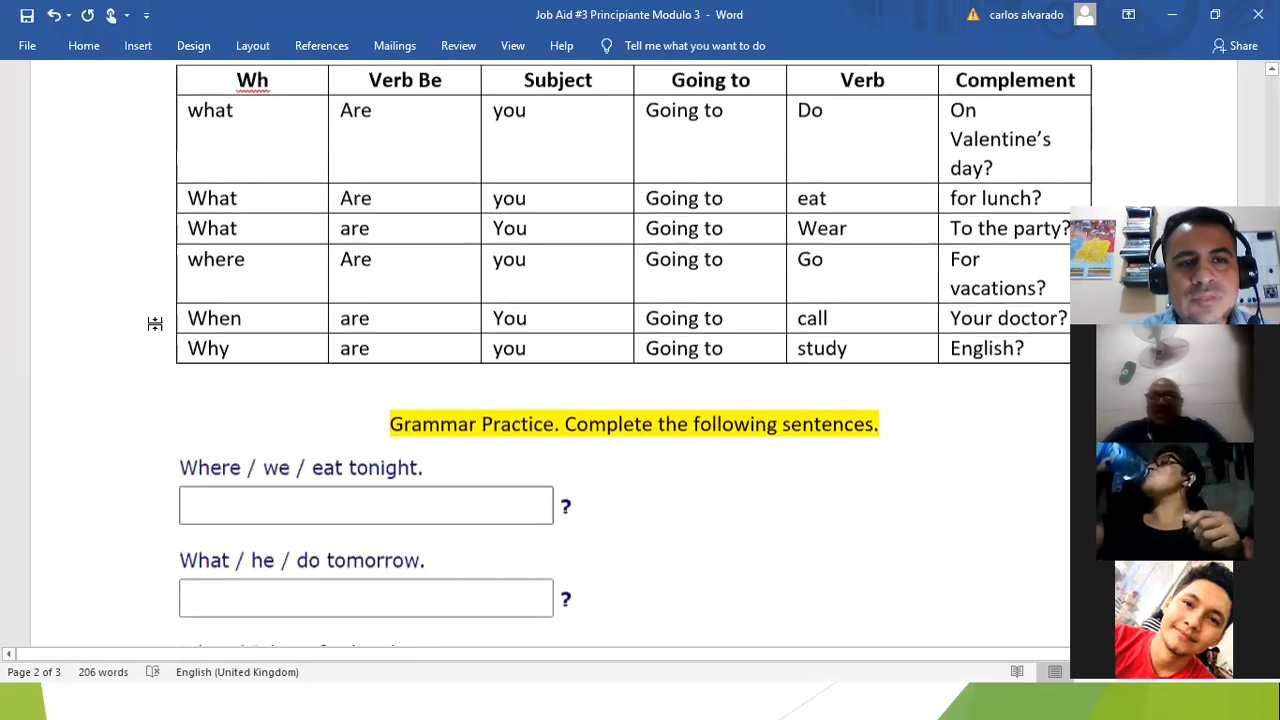 Job Aid #3 Principiante Modulo 3 - Word
carlos alvarado
File Home Insert Design Layout References Mailings Review View Help Tell me what you want to do Share
Wh Verb Be Subject Going to Verb Complement
what Are you Going to Do On
Valentine's
day?
What Are you Going to eat for lunch?
What are You Going to Wear To the party?
where Are you Going to Go For
vacations?
When are You Going to call Your doctor?
Why are you Going to study English?
Grammar Practice. Complete the following sentences.
Where / we / eat tonight.
?
What / he / do tomorrow.
?
Page 2 of 3 206 words English (United Kingdom)